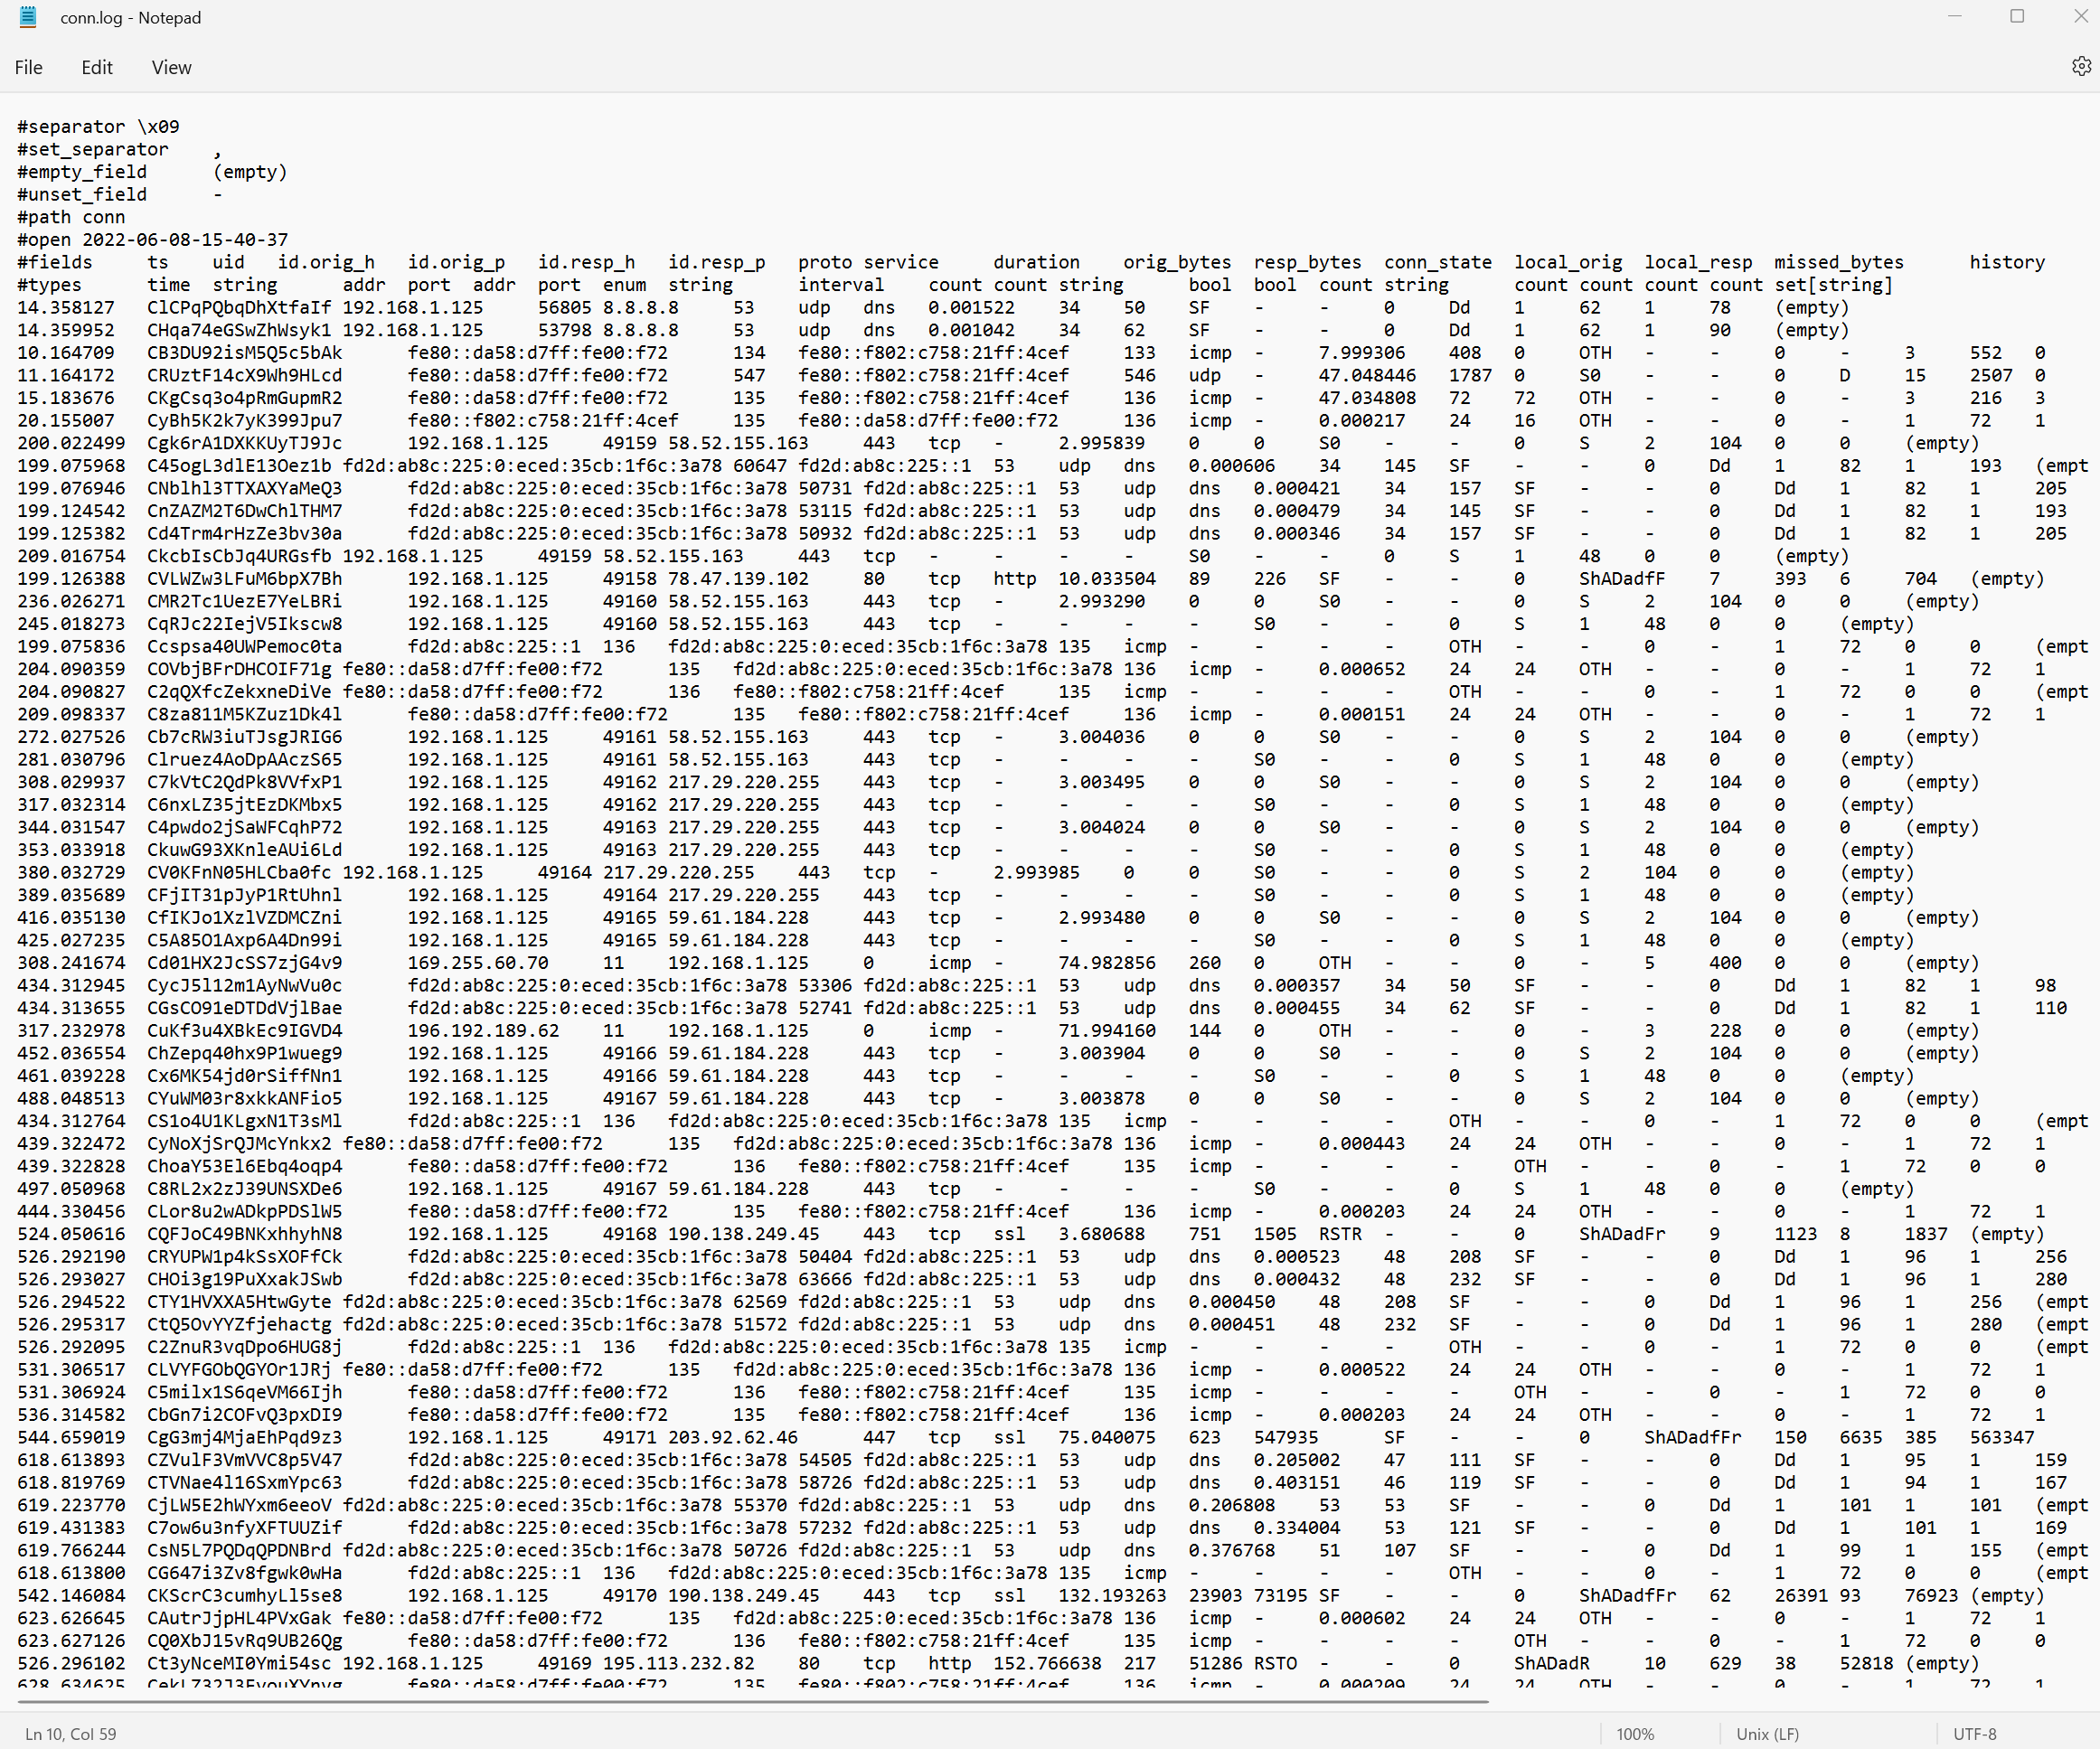 conn.log - Notepad
File Edit View
#separator \x09
#set_separator ,
#empty_field (empty)
#unset_field -
#path conn
#open 2022-06-08-15-40-37
#fields ts uid id.orig_h id.orig_p id.resp_h id.resp_p proto service duration orig_bytes resp_bytes conn_state local_orig local_resp missed_bytes history
#types time string addr port addr port enum string interval count count string bool bool count string count count count count set[string]
14.358127 ClCPqPQbqDhXtfaIf 192.168.1.125 56805 8.8.8.8 53 udp dns 0.001522 34 50 SF - - 0 Dd 1 62 1 78 (empty)
14.359952 CHqa74eGSwZhWsyk1 192.168.1.125 53798 8.8.8.8 53 udp dns 0.001042 34 62 SF - - 0 Dd 1 62 1 90 (empty)
10.164709 CB3DU92isM5Q5c5bAk fe80::da58:d7ff:fe00:f72 134 fe80::f802:c758:21ff:4cef 133 icmp - 7.999306 408 0 OTH - - 0 - 3 552 0
11.164172 CRUztF14cX9Wh9HLcd fe80::da58:d7ff:fe00:f72 547 fe80::f802:c758:21ff:4cef 546 udp - 47.048446 1787 0 S0 - - 0 D 15 2507 0
15.183676 CKgCsq3o4pRmGupmR2 fe80::da58:d7ff:fe00:f72 135 fe80::f802:c758:21ff:4cef 136 icmp - 47.034808 72 72 OTH - - 0 - 3 216 3
20.155007 CyBh5K2k7yK399Jpu7 fe80::f802:c758:21ff:4cef 135 fe80::da58:d7ff:fe00:f72 136 icmp - 0.000217 24 16 OTH - - 0 - 1 72 1
200.022499 Cgk6rA1DXKKUyTJ9Jc 192.168.1.125 49159 58.52.155.163 443 tcp - 2.995839 0 0 S0 - - 0 S 2 104 0 0 (empty)
199.075968 C45ogL3dlE13Oez1b fd2d:ab8c:225:0:eced:35cb:1f6c:3a78 60647 fd2d:ab8c:225::1 53 udp dns 0.000606 34 145 SF - - 0 Dd 1 82 1 193 (empt
199.076946 CNblhl3TTXAXYaMeQ3 fd2d:ab8c:225:0:eced:35cb:1f6c:3a78 50731 fd2d:ab8c:225::1 53 udp dns 0.000421 34 157 SF - - 0 Dd 1 82 1 205
199.124542 CnZAZM2T6DwChlTHM7 fd2d:ab8c:225:0:eced:35cb:1f6c:3a78 53115 fd2d:ab8c:225::1 53 udp dns 0.000479 34 145 SF - - 0 Dd 1 82 1 193
199.125382 Cd4Trm4rHzZe3bv30a fd2d:ab8c:225:0:eced:35cb:1f6c:3a78 50932 fd2d:ab8c:225::1 53 udp dns 0.000346 34 157 SF - - 0 Dd 1 82 1 205
209.016754 CkcbIsCbJq4URGsfb 192.168.1.125 49159 58.52.155.163 443 tcp - - - - S0 - - 0 S 1 48 0 0 (empty)
199.126388 CVLWZw3LFuM6bpX7Bh 192.168.1.125 49158 78.47.139.102 80 tcp http 10.033504 89 226 SF - - 0 ShADadfF 7 393 6 704 (empty)
236.026271 CMR2Tc1UezE7YeLBRi 192.168.1.125 49160 58.52.155.163 443 tcp - 2.993290 0 0 S0 - - 0 S 2 104 0 0 (empty)
245.018273 CqRJc22IejV5Ikscw8 192.168.1.125 49160 58.52.155.163 443 tcp - - - - S0 - - 0 S 1 48 0 0 (empty)
199.075836 Ccspsa40UWPemoc0ta fd2d:ab8c:225::1 136 fd2d:ab8c:225:0:eced:35cb:1f6c:3a78 135 icmp - - - - OTH - - 0 - 1 72 0 0 (empt
204.090359 COVbjBFrDHCOIF71g fe80::da58:d7ff:fe00:f72 135 fd2d:ab8c:225:0:eced:35cb:1f6c:3a78 136 icmp - 0.000652 24 24 OTH - - 0 - 1 72 1
204.090827 C2qQXfcZekxneDiVe fe80::da58:d7ff:fe00:f72 136 fe80::f802:c758:21ff:4cef 135 icmp - - - - OTH - - 0 - 1 72 0 0 (empt
209.098337 C8za811M5KZuz1Dk4l fe80::da58:d7ff:fe00:f72 135 fe80::f802:c758:21ff:4cef 136 icmp - 0.000151 24 24 OTH - - 0 - 1 72 1
272.027526 Cb7cRW3iuTJsgJRIG6 192.168.1.125 49161 58.52.155.163 443 tcp - 3.004036 0 0 S0 - - 0 S 2 104 0 0 (empty)
281.030796 Clruez4AoDpAAczS65 192.168.1.125 49161 58.52.155.163 443 tcp - - - - S0 - - 0 S 1 48 0 0 (empty)
308.029937 C7kVtC2QdPk8VVfxP1 192.168.1.125 49162 217.29.220.255 443 tcp - 3.003495 0 0 S0 - - 0 S 2 104 0 0 (empty)
317.032314 C6nxLZ35jtEzDKMbx5 192.168.1.125 49162 217.29.220.255 443 tcp - - - - S0 - - 0 S 1 48 0 0 (empty)
344.031547 C4pwdo2jSaWFCqhP72 192.168.1.125 49163 217.29.220.255 443 tcp - 3.004024 0 0 S0 - - 0 S 2 104 0 0 (empty)
353.033918 CkuwG93XKnleAUi6Ld 192.168.1.125 49163 217.29.220.255 443 tcp - - - - S0 - - 0 S 1 48 0 0 (empty)
380.032729 CV0KFnN05HLCba0fc 192.168.1.125 49164 217.29.220.255 443 tcp - 2.993985 0 0 S0 - - 0 S 2 104 0 0 (empty)
389.035689 CFjIT31pJyP1RtUhnl 192.168.1.125 49164 217.29.220.255 443 tcp - - - - S0 - - 0 S 1 48 0 0 (empty)
416.035130 CfIKJo1XzlVZDMCZni 192.168.1.125 49165 59.61.184.228 443 tcp - 2.993480 0 0 S0 - - 0 S 2 104 0 0 (empty)
425.027235 C5A85O1Axp6A4Dn99i 192.168.1.125 49165 59.61.184.228 443 tcp - - - - S0 - - 0 S 1 48 0 0 (empty)
308.241674 Cd01HX2JcSS7zjG4v9 169.255.60.70 11 192.168.1.125 0 icmp - 74.982856 260 0 OTH - - 0 - 5 400 0 0 (empty)
434.312945 CycJ5l12m1AyNwVu0c fd2d:ab8c:225:0:eced:35cb:1f6c:3a78 53306 fd2d:ab8c:225::1 53 udp dns 0.000357 34 50 SF - - 0 Dd 1 82 1 98
434.313655 CGsCO91eDTDdVjlBae fd2d:ab8c:225:0:eced:35cb:1f6c:3a78 52741 fd2d:ab8c:225::1 53 udp dns 0.000455 34 62 SF - - 0 Dd 1 82 1 110
317.232978 CuKf3u4XBkEc9IGVD4 196.192.189.62 11 192.168.1.125 0 icmp - 71.994160 144 0 OTH - - 0 - 3 228 0 0 (empty)
452.036554 ChZepq40hx9P1wueg9 192.168.1.125 49166 59.61.184.228 443 tcp - 3.003904 0 0 S0 - - 0 S 2 104 0 0 (empty)
461.039228 Cx6MK54jd0rSiffNn1 192.168.1.125 49166 59.61.184.228 443 tcp - - - - S0 - - 0 S 1 48 0 0 (empty)
488.048513 CYuWM03r8xkkANFio5 192.168.1.125 49167 59.61.184.228 443 tcp - 3.003878 0 0 S0 - - 0 S 2 104 0 0 (empty)
434.312764 CS1o4U1KLgxN1T3sMl fd2d:ab8c:225::1 136 fd2d:ab8c:225:0:eced:35cb:1f6c:3a78 135 icmp - - - - OTH - - 0 - 1 72 0 0 (empt
439.322472 CyNoXjSrQJMcYnkx2 fe80::da58:d7ff:fe00:f72 135 fd2d:ab8c:225:0:eced:35cb:1f6c:3a78 136 icmp - 0.000443 24 24 OTH - - 0 - 1 72 1
439.322828 ChoaY53El6Ebq4oqp4 fe80::da58:d7ff:fe00:f72 136 fe80::f802:c758:21ff:4cef 135 icmp - - - - OTH - - 0 - 1 72 0 0
497.050968 C8RL2x2zJ39UNSXDe6 192.168.1.125 49167 59.61.184.228 443 tcp - - - - S0 - - 0 S 1 48 0 0 (empty)
444.330456 CLor8u2wADkpPDSlW5 fe80::da58:d7ff:fe00:f72 135 fe80::f802:c758:21ff:4cef 136 icmp - 0.000203 24 24 OTH - - 0 - 1 72 1
524.050616 CQFJoC49BNKxhhyhN8 192.168.1.125 49168 190.138.249.45 443 tcp ssl 3.680688 751 1505 RSTR - - 0 ShADadFr 9 1123 8 1837 (empty)
526.292190 CRYUPW1p4kSsXOFfCk fd2d:ab8c:225:0:eced:35cb:1f6c:3a78 50404 fd2d:ab8c:225::1 53 udp dns 0.000523 48 208 SF - - 0 Dd 1 96 1 256
526.293027 CHOi3g19PuXxakJSwb fd2d:ab8c:225:0:eced:35cb:1f6c:3a78 63666 fd2d:ab8c:225::1 53 udp dns 0.000432 48 232 SF - - 0 Dd 1 96 1 280
526.294522 CTY1HVXXA5HtwGyte fd2d:ab8c:225:0:eced:35cb:1f6c:3a78 62569 fd2d:ab8c:225::1 53 udp dns 0.000450 48 208 SF - - 0 Dd 1 96 1 256 (empt
526.295317 CtQ5OvYYZfjehactg fd2d:ab8c:225:0:eced:35cb:1f6c:3a78 51572 fd2d:ab8c:225::1 53 udp dns 0.000451 48 232 SF - - 0 Dd 1 96 1 280 (empt
526.292095 C2ZnuR3vqDpo6HUG8j fd2d:ab8c:225::1 136 fd2d:ab8c:225:0:eced:35cb:1f6c:3a78 135 icmp - - - - OTH - - 0 - 1 72 0 0 (empt
531.306517 CLVYFGObQGYOr1JRj fe80::da58:d7ff:fe00:f72 135 fd2d:ab8c:225:0:eced:35cb:1f6c:3a78 136 icmp - 0.000522 24 24 OTH - - 0 - 1 72 1
531.306924 C5milx1S6qeVM66Ijh fe80::da58:d7ff:fe00:f72 136 fe80::f802:c758:21ff:4cef 135 icmp - - - - OTH - - 0 - 1 72 0 0
536.314582 CbGn7i2COFvQ3pxDI9 fe80::da58:d7ff:fe00:f72 135 fe80::f802:c758:21ff:4cef 136 icmp - 0.000203 24 24 OTH - - 0 - 1 72 1
544.659019 CgG3mj4MjaEhPqd9z3 192.168.1.125 49171 203.92.62.46 447 tcp ssl 75.040075 623 547935 SF - - 0 ShADadfFr 150 6635 385 563347
618.613893 CZVulF3VmVVC8p5V47 fd2d:ab8c:225:0:eced:35cb:1f6c:3a78 54505 fd2d:ab8c:225::1 53 udp dns 0.205002 47 111 SF - - 0 Dd 1 95 1 159
618.819769 CTVNae4l16SxmYpc63 fd2d:ab8c:225:0:eced:35cb:1f6c:3a78 58726 fd2d:ab8c:225::1 53 udp dns 0.403151 46 119 SF - - 0 Dd 1 94 1 167
619.223770 CjLW5E2hWYxm6eeoV fd2d:ab8c:225:0:eced:35cb:1f6c:3a78 55370 fd2d:ab8c:225::1 53 udp dns 0.206808 53 53 SF - - 0 Dd 1 101 1 101 (empt
619.431383 C7ow6u3nfyXFTUUZif fd2d:ab8c:225:0:eced:35cb:1f6c:3a78 57232 fd2d:ab8c:225::1 53 udp dns 0.334004 53 121 SF - - 0 Dd 1 101 1 169
619.766244 CsN5L7PQDqQPDNBrd fd2d:ab8c:225:0:eced:35cb:1f6c:3a78 50726 fd2d:ab8c:225::1 53 udp dns 0.376768 51 107 SF - - 0 Dd 1 99 1 155 (empt
618.613800 CG647i3Zv8fgwk0wHa fd2d:ab8c:225::1 136 fd2d:ab8c:225:0:eced:35cb:1f6c:3a78 135 icmp - - - - OTH - - 0 - 1 72 0 0 (empt
542.146084 CKScrC3cumhyLl5se8 192.168.1.125 49170 190.138.249.45 443 tcp ssl 132.193263 23903 73195 SF - - 0 ShADadfFr 62 26391 93 76923 (empty)
623.626645 CAutrJjpHL4PVxGak fe80::da58:d7ff:fe00:f72 135 fd2d:ab8c:225:0:eced:35cb:1f6c:3a78 136 icmp - 0.000602 24 24 OTH - - 0 - 1 72 1
623.627126 CQ0XbJ15vRq9UB26Qg fe80::da58:d7ff:fe00:f72 136 fe80::f802:c758:21ff:4cef 135 icmp - - - - OTH - - 0 - 1 72 0 0
526.296102 Ct3yNceMI0Ymi54sc 192.168.1.125 49169 195.113.232.82 80 tcp http 152.766638 217 51286 RSTO - - 0 ShADadR 10 629 38 52818 (empty)
628.634625 fe80::da58:d7ff:fe00:f72 135 fe80::f802:c758:21ff:4cef 136 icmp - 0.000209 24 24 OTH - - 0 - 1 72 1
Ln 10, Col 59 100% Unix (LF) UTF-8